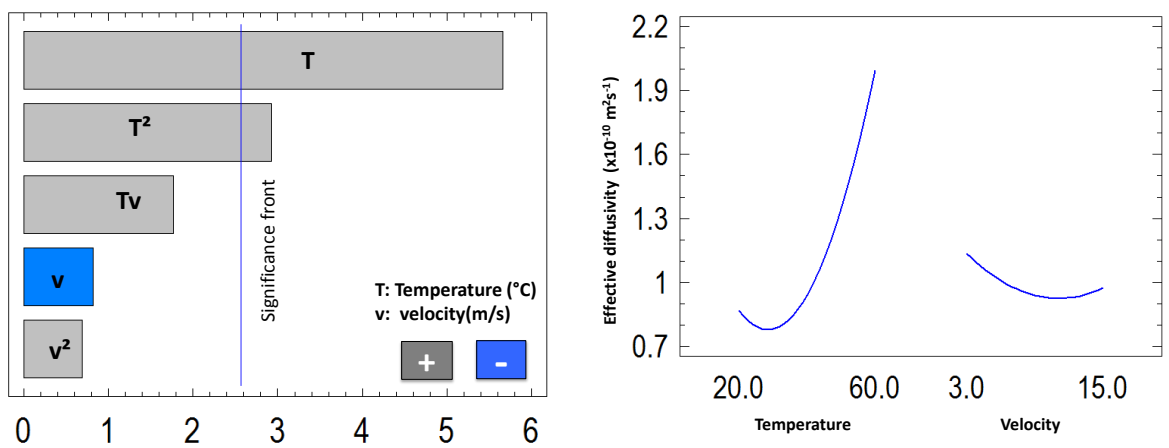 T
T²
Tv
v
v²
Significance front
T: Temperature (°C)
v: velocity(m/s)
+
-
0 1 2 3 4 5 6
Effective diffusivity (x10⁻¹⁰ m²s⁻¹)
2.2
1.9
1.6
1.3
1
0.7
20.0 60.0 3.0 15.0
Temperature Velocity